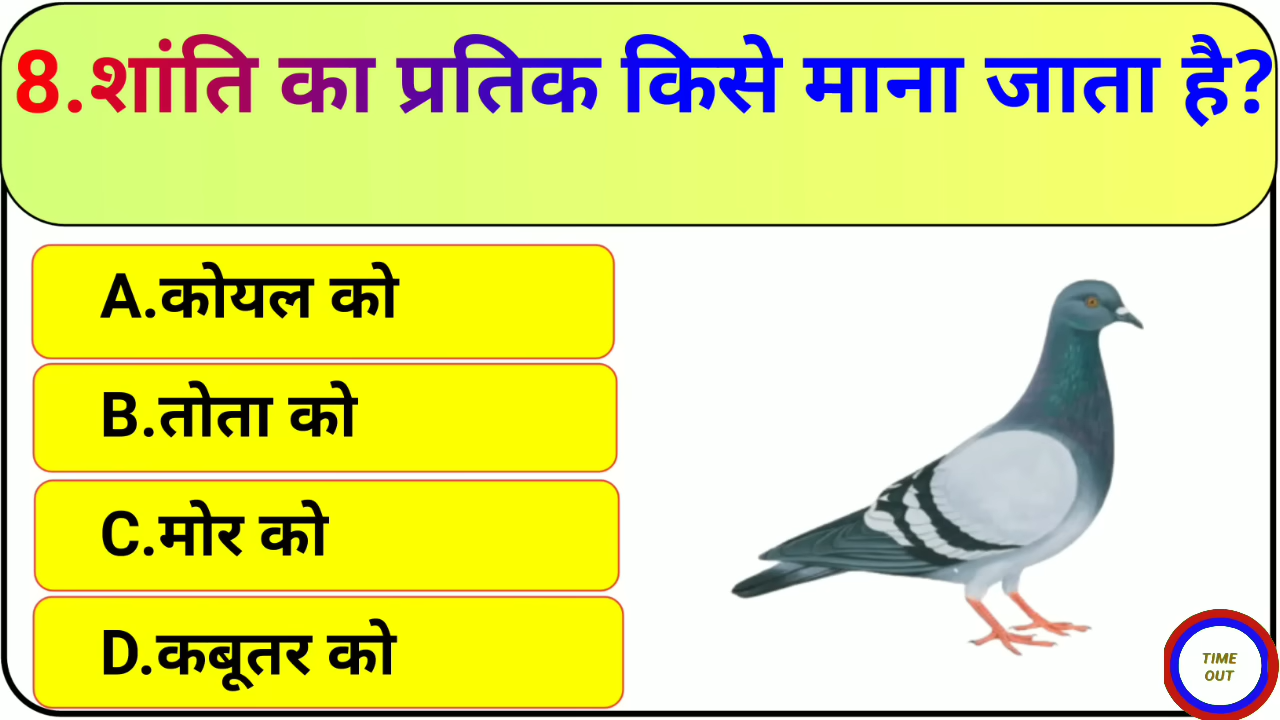 8.शांति का प्रतिक किसे माना जाता है?
A.कोयल को
B.तोता को
C.मोर को
D.कबूतर को
TIME
OUT